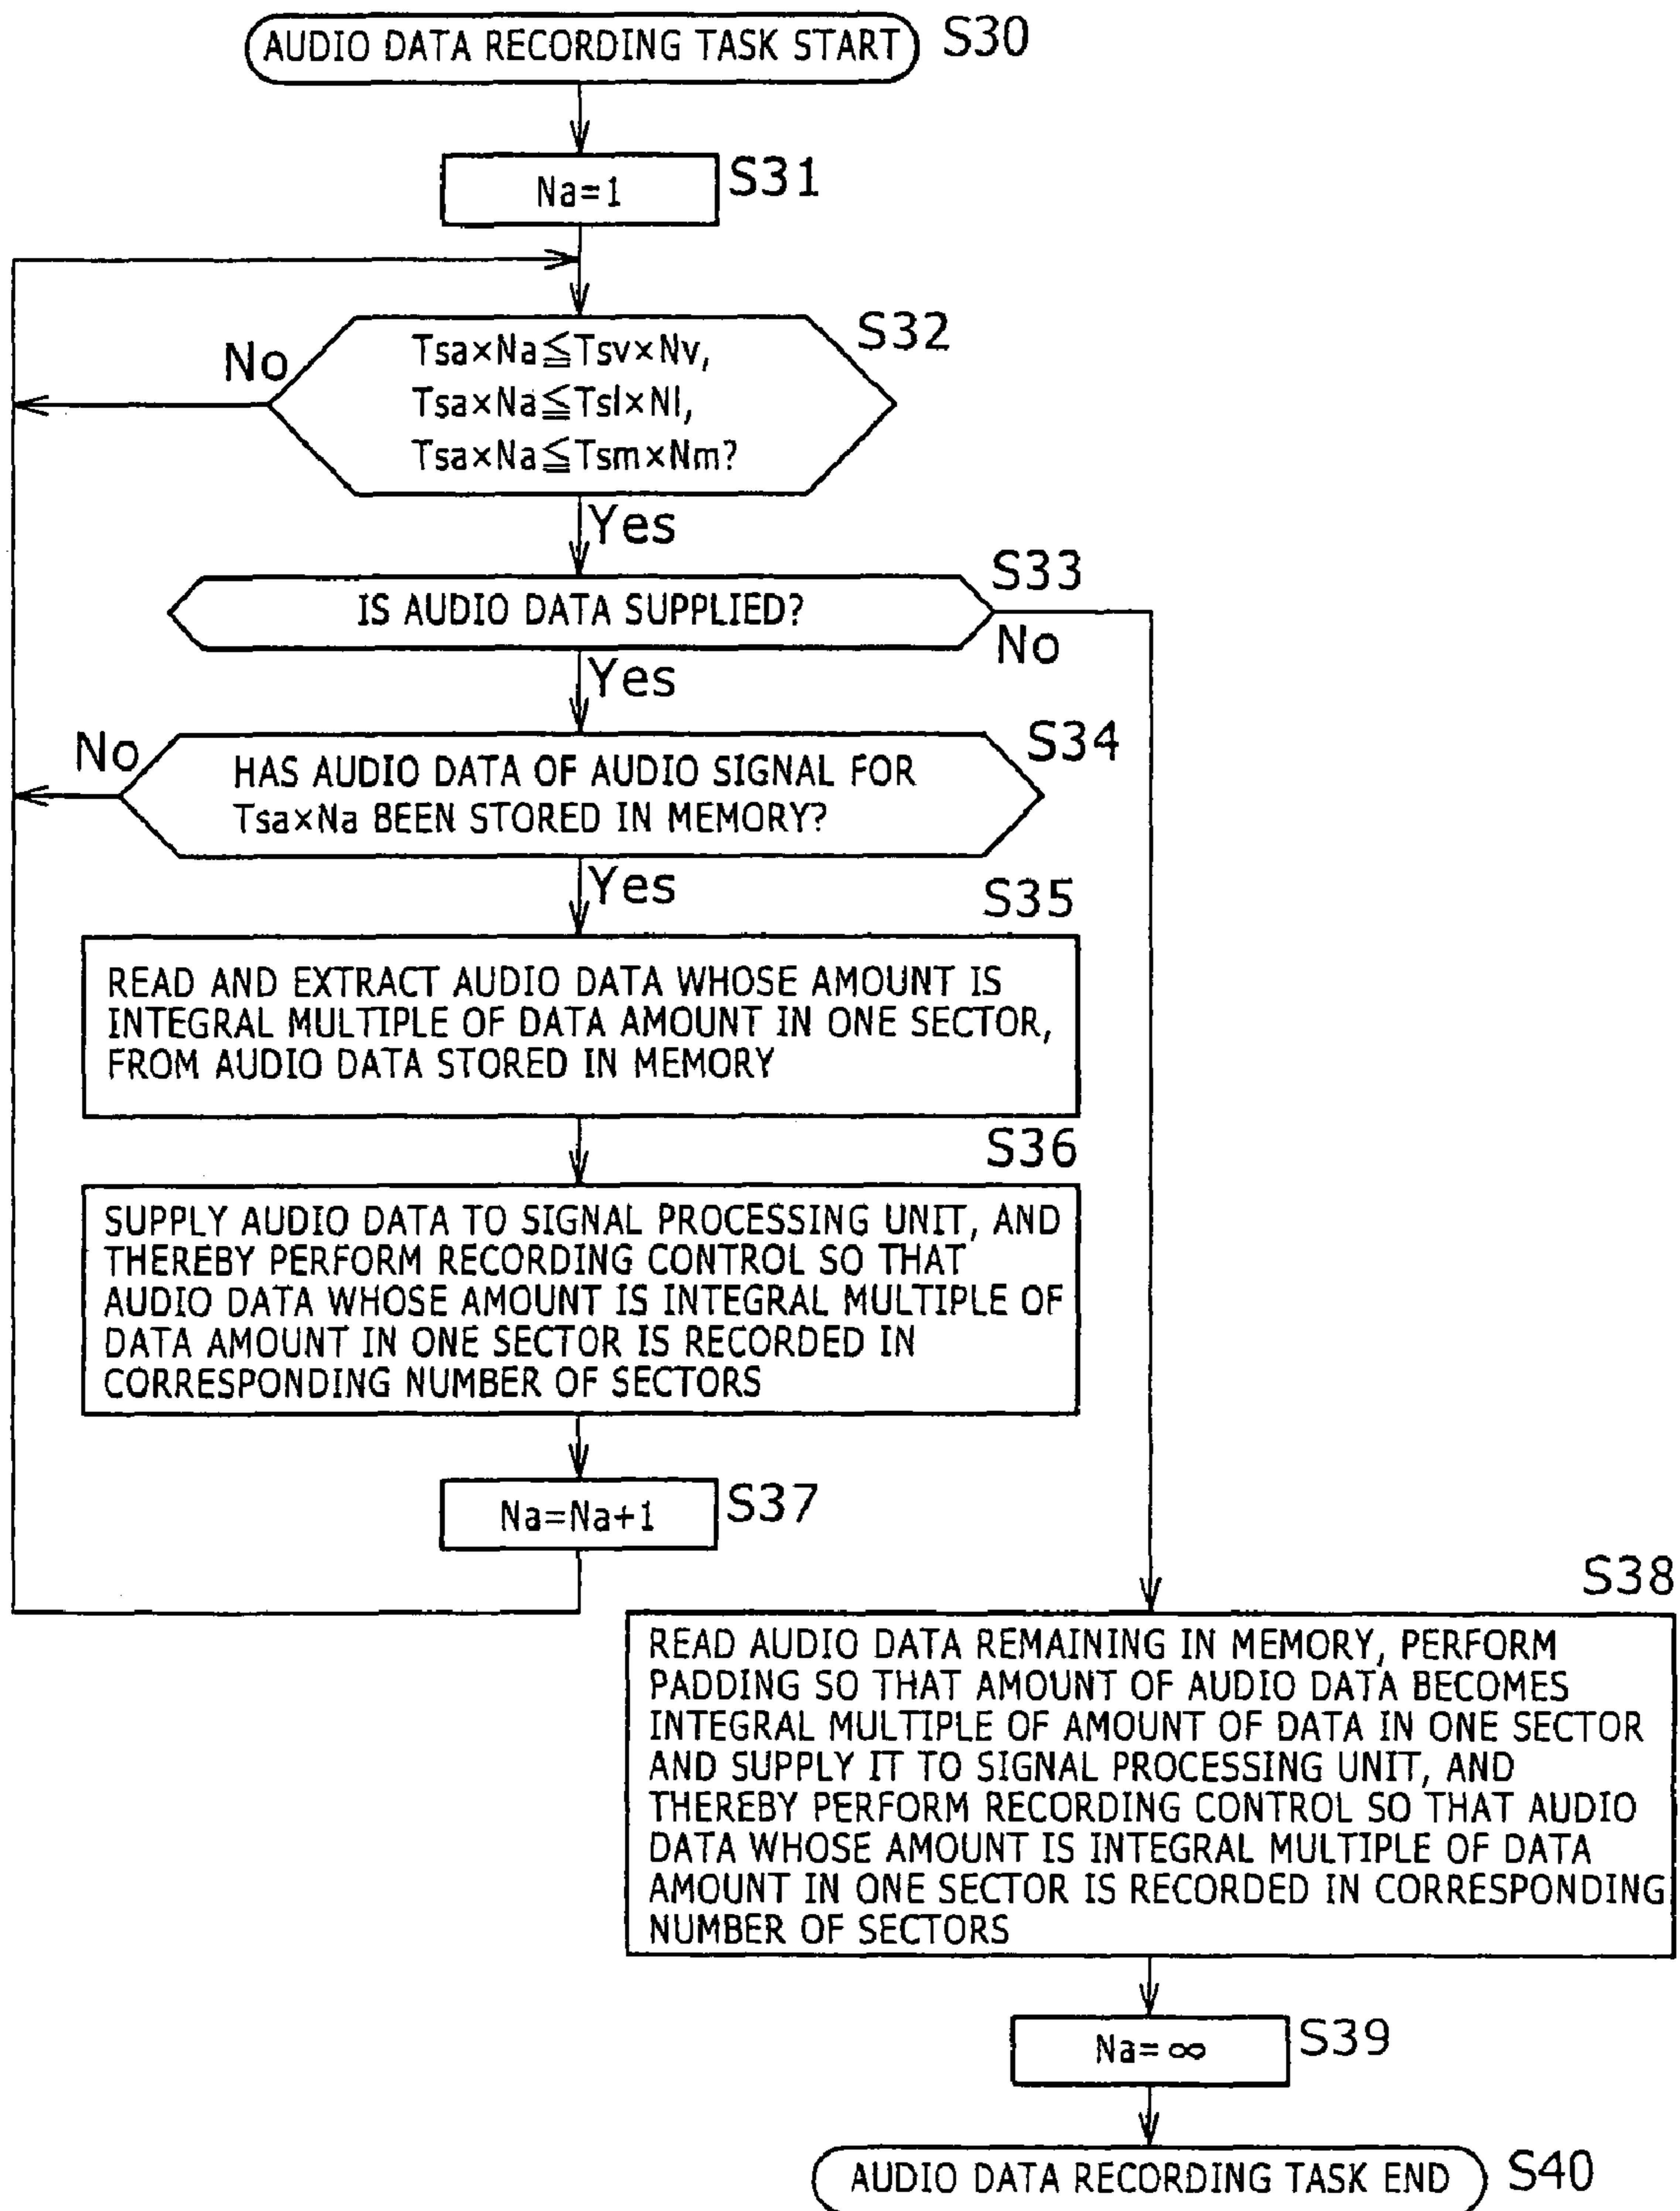 AUDIO DATA RECORDING TASK START
S30
Na=1
S31
S32
No
Tsa×Na≦Tsv×Nv,
Tsa×Na≦Tsl×Nl,
Tsa×Na≦Tsm×Nm?
Yes
S33
IS AUDIO DATA SUPPLIED?
No
Yes
S34
No
HAS AUDIO DATA OF AUDIO SIGNAL FOR
Tsa×Na BEEN STORED IN MEMORY?
Yes
S35
READ AND EXTRACT AUDIO DATA WHOSE AMOUNT IS
INTEGRAL MULTIPLE OF DATA AMOUNT IN ONE SECTOR,
FROM AUDIO DATA STORED IN MEMORY
S36
SUPPLY AUDIO DATA TO SIGNAL PROCESSING UNIT, AND
THEREBY PERFORM RECORDING CONTROL SO THAT
AUDIO DATA WHOSE AMOUNT IS INTEGRAL MULTIPLE OF
DATA AMOUNT IN ONE SECTOR IS RECORDED IN
CORRESPONDING NUMBER OF SECTORS
Na=Na+1
S37
S38
READ AUDIO DATA REMAINING IN MEMORY, PERFORM
PADDING SO THAT AMOUNT OF AUDIO DATA BECOMES
INTEGRAL MULTIPLE OF AMOUNT OF DATA IN ONE SECTOR
AND SUPPLY IT TO SIGNAL PROCESSING UNIT, AND
THEREBY PERFORM RECORDING CONTROL SO THAT AUDIO
DATA WHOSE AMOUNT IS INTEGRAL MULTIPLE OF DATA
AMOUNT IN ONE SECTOR IS RECORDED IN CORRESPONDING
NUMBER OF SECTORS
Na=∞
S39
AUDIO DATA RECORDING TASK END
S40